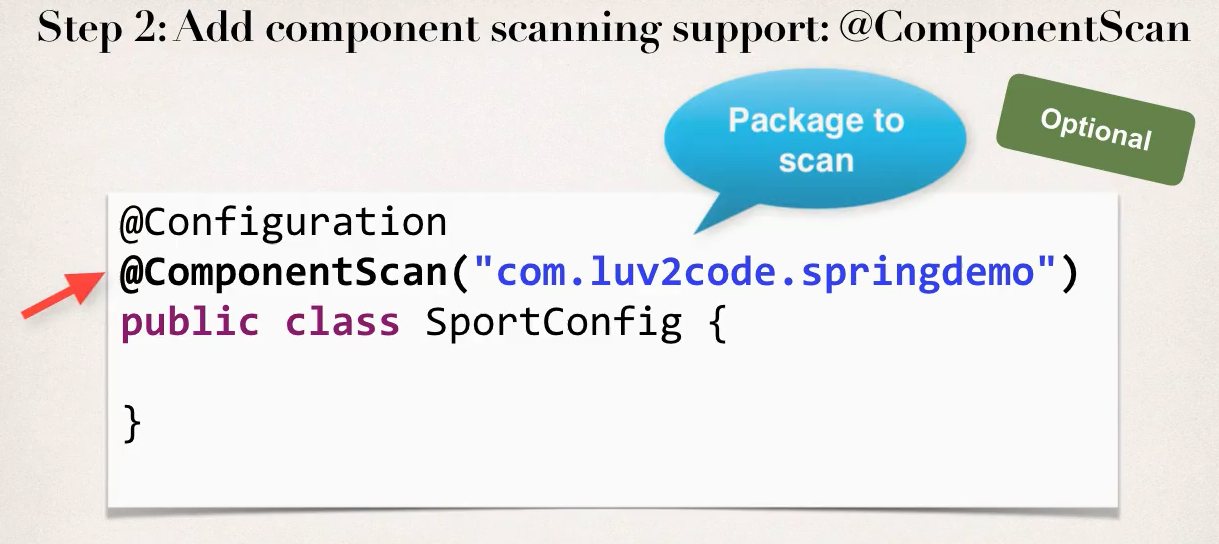 Step 2: Add component scanning support: @ComponentScan
Package to
scan
Optional
@Configuration
@ComponentScan("com.luv2code.springdemo")
public class SportConfig {
}